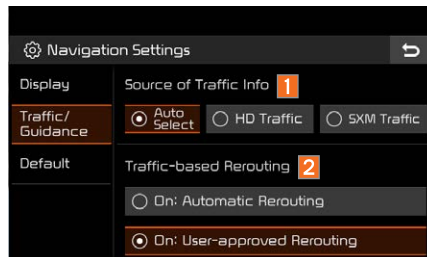 Navigation Settings
Display
Source of Traffic Info 1
Auto Select
HD Traffic
SXM Traffic
Traffic/
Guidance
Default
Traffic-based Rerouting 2
On: Automatic Rerouting
On: User-approved Rerouting